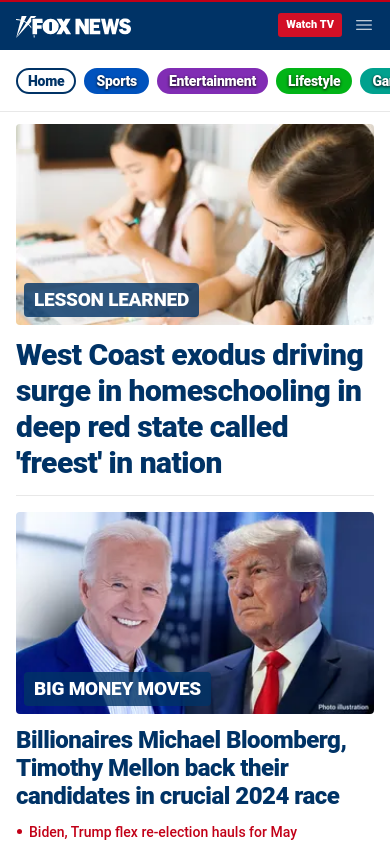 FOX NEWS
Watch TV
Home
Sports
Entertainment
Lifestyle
LESSON LEARNED
West Coast exodus driving
surge in homeschooling in
deep red state called
'freest' in nation
BIG MONEY MOVES
Photo illustration
Billionaires Michael Bloomberg,
Timothy Mellon back their
candidates in crucial 2024 race
Biden, Trump flex re-election hauls for May